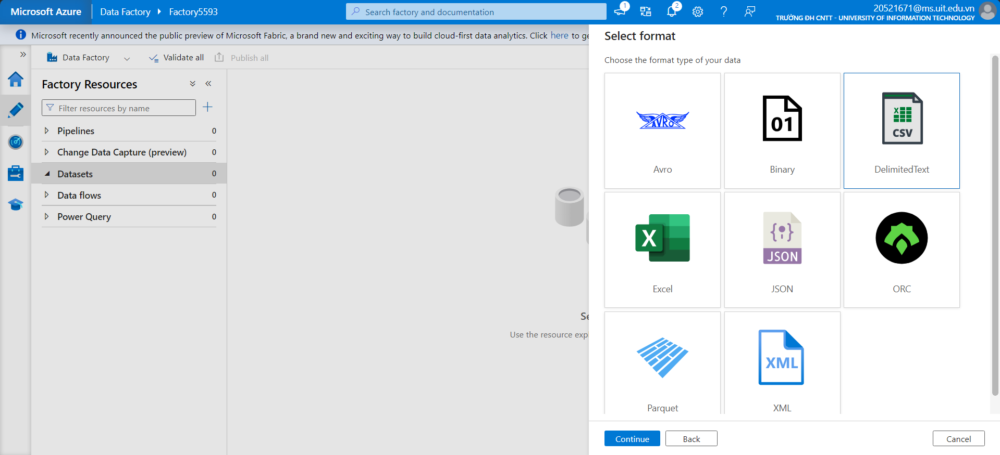 Microsoft Azure
Data Factory
Factory5593
Search factory and documentation
1
2
20521671@ms.uit.edu.vn
TRƯỜNG ĐH CNTT - UNIVERSITY OF INFORMATION TECHNOLOGY
Microsoft recently announced the public preview of Microsoft Fabric, a brand new and exciting way to build cloud-first data analytics. Click here to ge
Data Factory
Validate all
Publish all
Factory Resources
Filter resources by name
Pipelines 0
Change Data Capture (preview) 0
Datasets 0
Data flows 0
Power Query 0
Se
Use the resource exp
Select format
Choose the format type of your data
AVRO
01
X
CSV
Avro
Binary
DelimitedText
X
JSON
Excel
JSON
ORC
XML
Parquet
XML
Continue
Back
Cancel